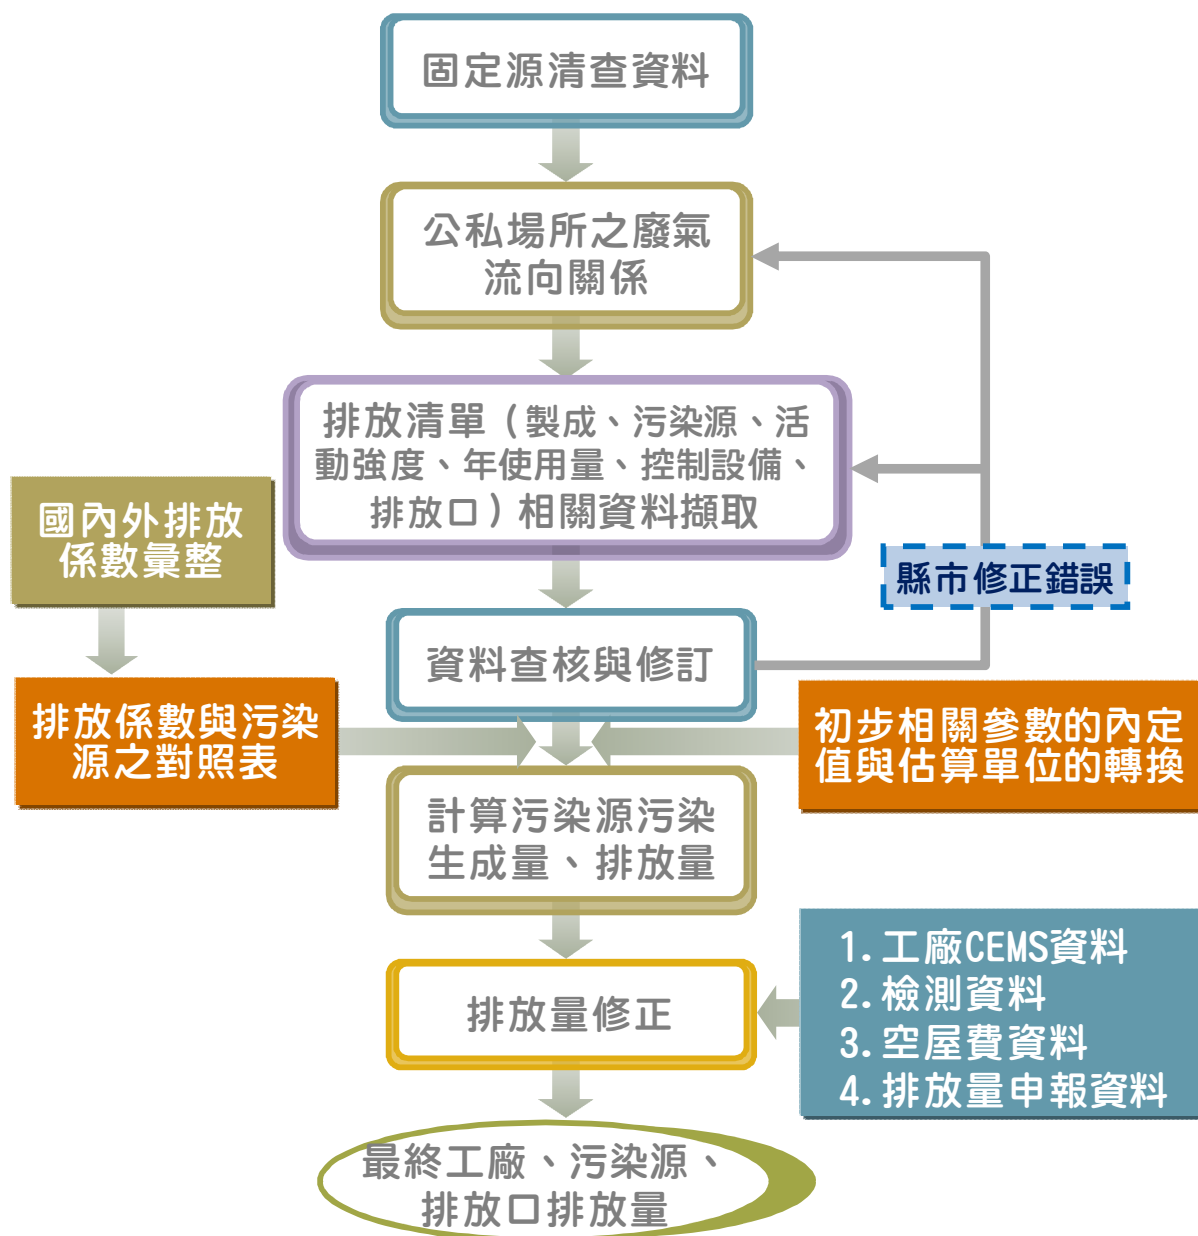 固定源清查資料
公私場所之廢氣
流向關係
排放清單（製成、污染源、活
動強度、年使用量、控制設備、
排放口）相關資料擷取
國內外排放
係數彙整
縣市修正錯誤
資料查核與修訂
排放係數與污染
源之對照表
初步相關參數的內定
值與估算單位的轉換
計算污染源污染
生成量、排放量
排放量修正
1.工廠CEMS資料
2.檢測資料
3.空屋費資料
4.排放量申報資料
最終工廠、污染源、
排放口排放量